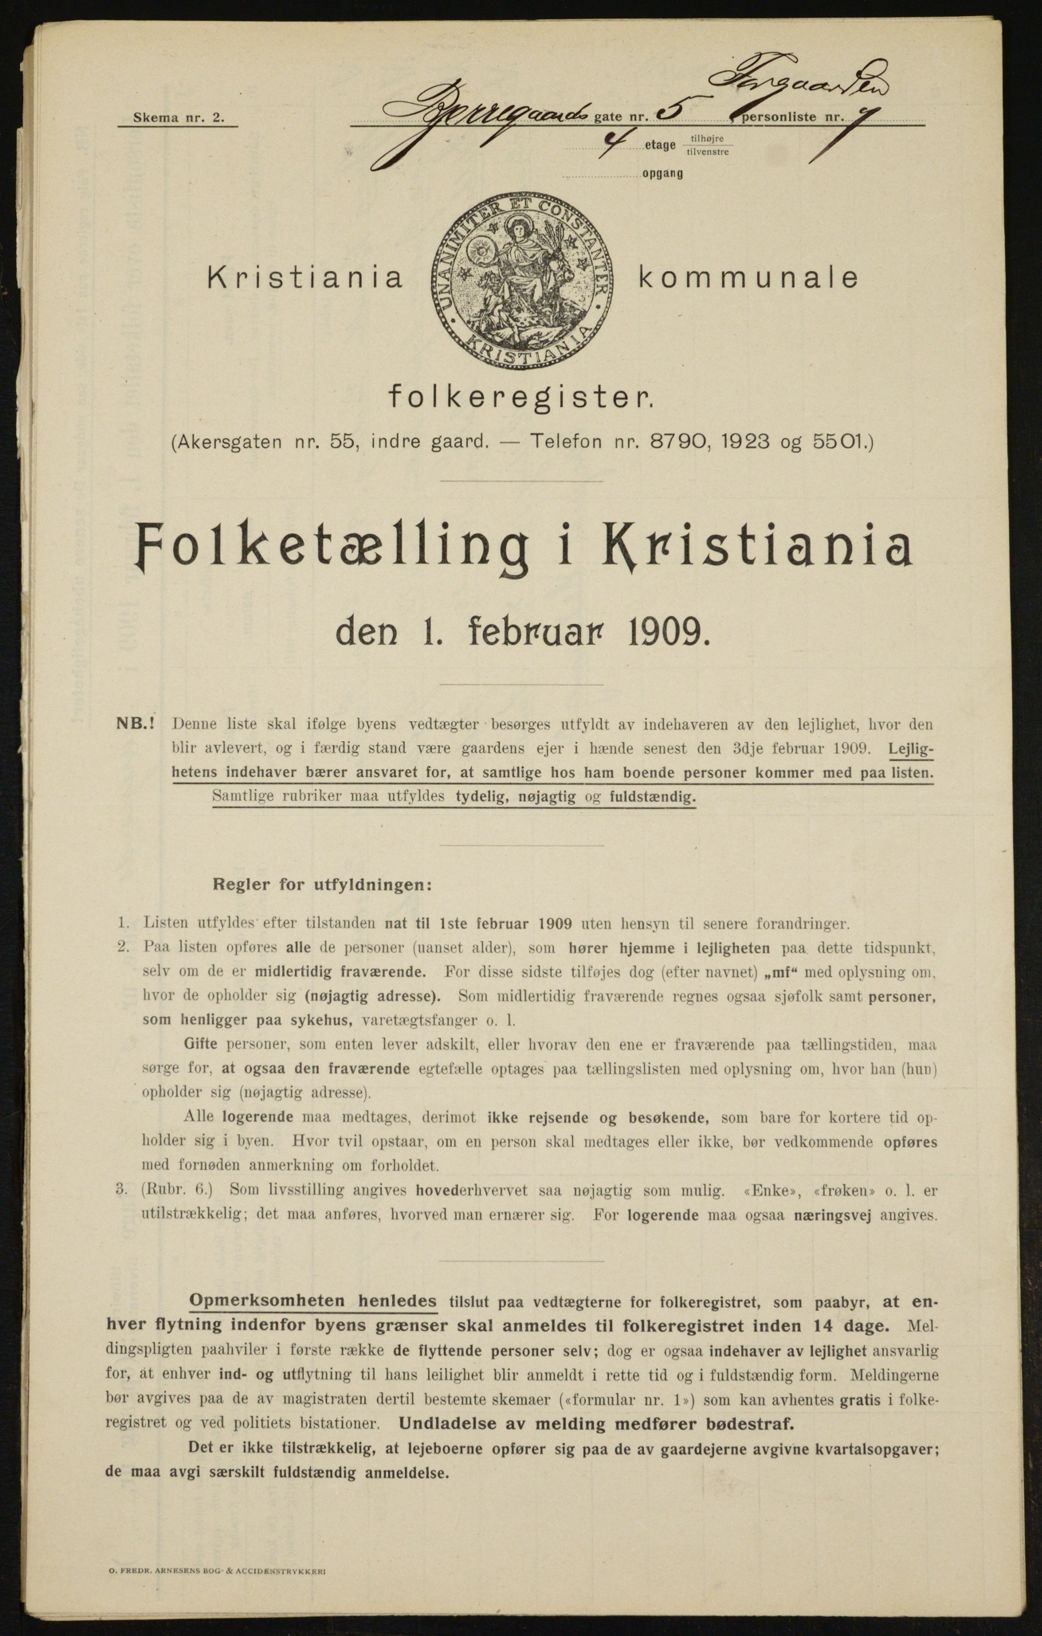 Forgaarden
Skema nr. 2.
Bjerregaards gate nr. 5 personliste nr. 7
4 etage tilhøjre
tilvenstre
opgang
UNANIMITER ET CONSTANTER
· KRISTIANIA ·
Kristiania kommunale
folkeregister.
(Akersgaten nr. 55, indre gaard. — Telefon nr. 8790, 1923 og 5501.)
Folketælling i Kristiania
den 1. februar 1909.
NB.! Denne liste skal ifølge byens vedtægter besørges utfyldt av indehaveren av den lejlighet, hvor den
blir avlevert, og i færdig stand være gaardens ejer i hænde senest den 3dje februar 1909. Lejlig-
hetens indehaver bærer ansvaret for, at samtlige hos ham boende personer kommer med paa listen.
Samtlige rubriker maa utfyldes tydelig, nøjagtig og fuldstændig.
Regler for utfyldningen:
1. Listen utfyldes efter tilstanden nat til 1ste februar 1909 uten hensyn til senere forandringer.
2. Paa listen opføres alle de personer (uanset alder), som hører hjemme i lejligheten paa dette tidspunkt,
selv om de er midlertidig fraværende. For disse sidste tilføjes dog (efter navnet) „mf“ med oplysning om,
hvor de opholder sig (nøjagtig adresse). Som midlertidig fraværende regnes ogsaa sjøfolk samt personer,
som henligger paa sykehus, varetægtsfanger o. l.
Gifte personer, som enten lever adskilt, eller hvorav den ene er fraværende paa tællingstiden, maa
sørge for, at ogsaa den fraværende egtefælle optages paa tællingslisten med oplysning om, hvor han (hun)
opholder sig (nøjagtig adresse).
Alle logerende maa medtages, derimot ikke rejsende og besøkende, som bare for kortere tid op-
holder sig i byen. Hvor tvil opstaar, om en person skal medtages eller ikke, bør vedkommende opføres
med fornøden anmerkning om forholdet.
3. (Rubr. 6.) Som livsstilling angives hovederhvervet saa nøjagtig som mulig. «Enke», «frøken» o. l. er
utilstrækkelig; det maa anføres, hvorved man ernærer sig. For logerende maa ogsaa næringsvej angives.
Opmerksomheten henledes tilslut paa vedtægterne for folkeregistret, som paabyr, at en-
hver flytning indenfor byens grænser skal anmeldes til folkeregistret inden 14 dage. Mel-
dingspligten paahviler i første række de flyttende personer selv; dog er ogsaa indehaver av lejlighet ansvarlig
for, at enhver ind- og utflytning til hans leilighet blir anmeldt i rette tid og i fuldstændig form. Meldingerne
bør avgives paa de av magistraten dertil bestemte skemaer («formular nr. 1») som kan avhentes gratis i folke-
registret og ved politiets bistationer. Undladelse av melding medfører bødestraf.
Det er ikke tilstrækkelig, at lejeboerne opfører sig paa de av gaardejerne avgivne kvartalsopgaver;
de maa avgi særskilt fuldstændig anmeldelse.
O. FREDR. ARNESENS BOG- & ACCIDENSTRYKKERI